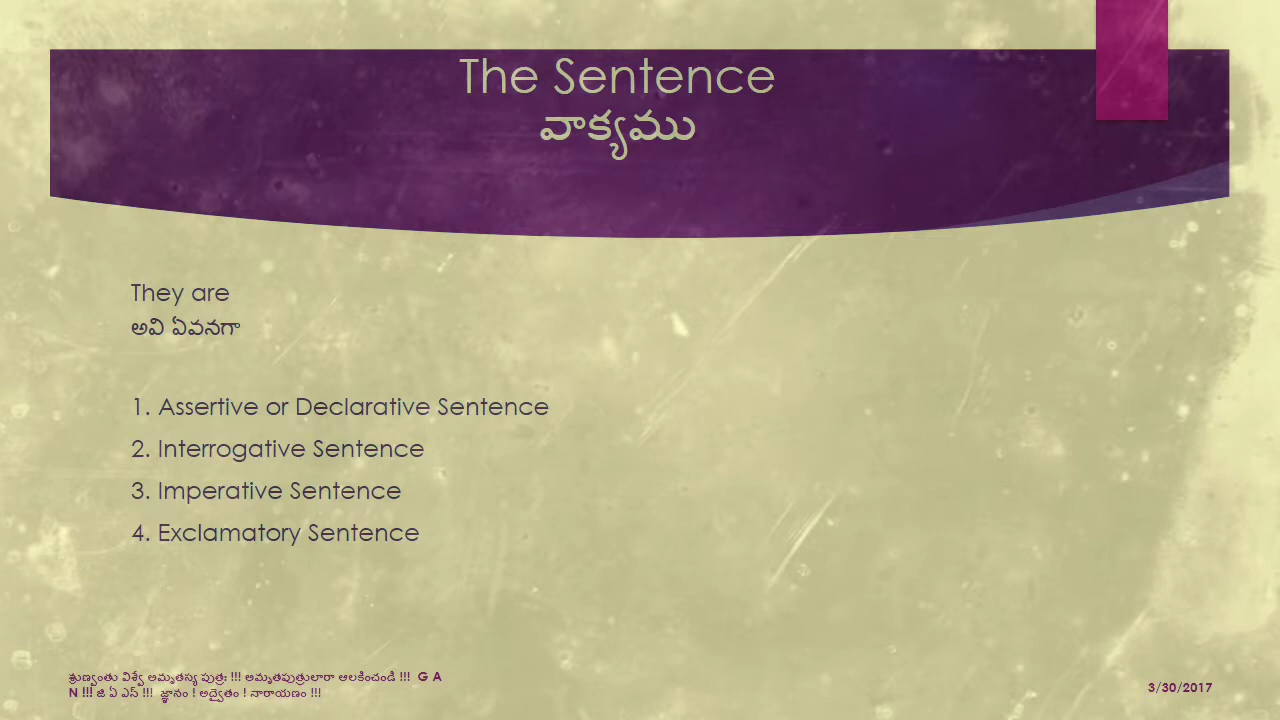 The Sentence
వాక్యము
They are
అవి ఏవనగా
1. Assertive or Declarative Sentence
2. Interrogative Sentence
3. Imperative Sentence
4. Exclamatory Sentence
శ్రుణ్వంతు విశ్వే అమృతస్య పుత్ర: !!! అమృతపుత్రులారా ఆలకించండి !!! G A
N !!! జి ఏ ఎన్ !!! జ్ఞానం ! అద్వైతం ! నారాయణం !!!
3/30/2017